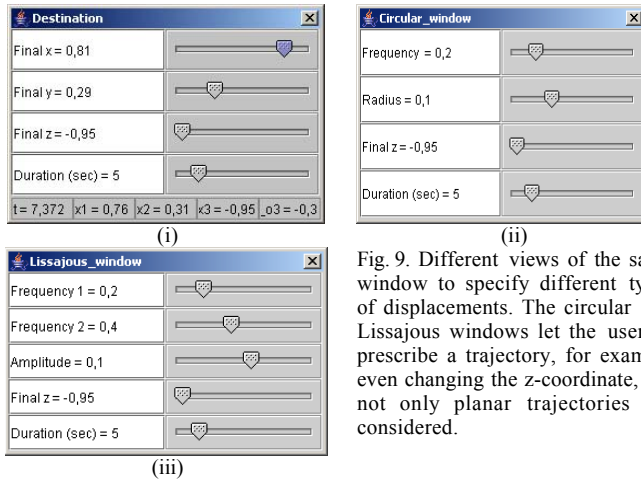 Destination
Final x = 0,81
Final y = 0,29
Final z = -0,95
Duration (sec) = 5
t = 7,372 x1 = 0,76 x2 = 0,31 x3 = -0,95 _o3 = -0,3
(i)
Circular_window
Frequency = 0,2
Radius = 0,1
Final z = -0,95
Duration (sec) = 5
(ii)
Lissajous_window
Frequency 1 = 0,2
Frequency 2 = 0,4
Amplitude = 0,1
Final z = -0,95
Duration (sec) = 5
(iii)
Fig. 9. Different views of the sa
window to specify different ty
of displacements. The circular
Lissajous windows let the user
prescribe a trajectory, for exam
even changing the z-coordinate,
not only planar trajectories
considered.